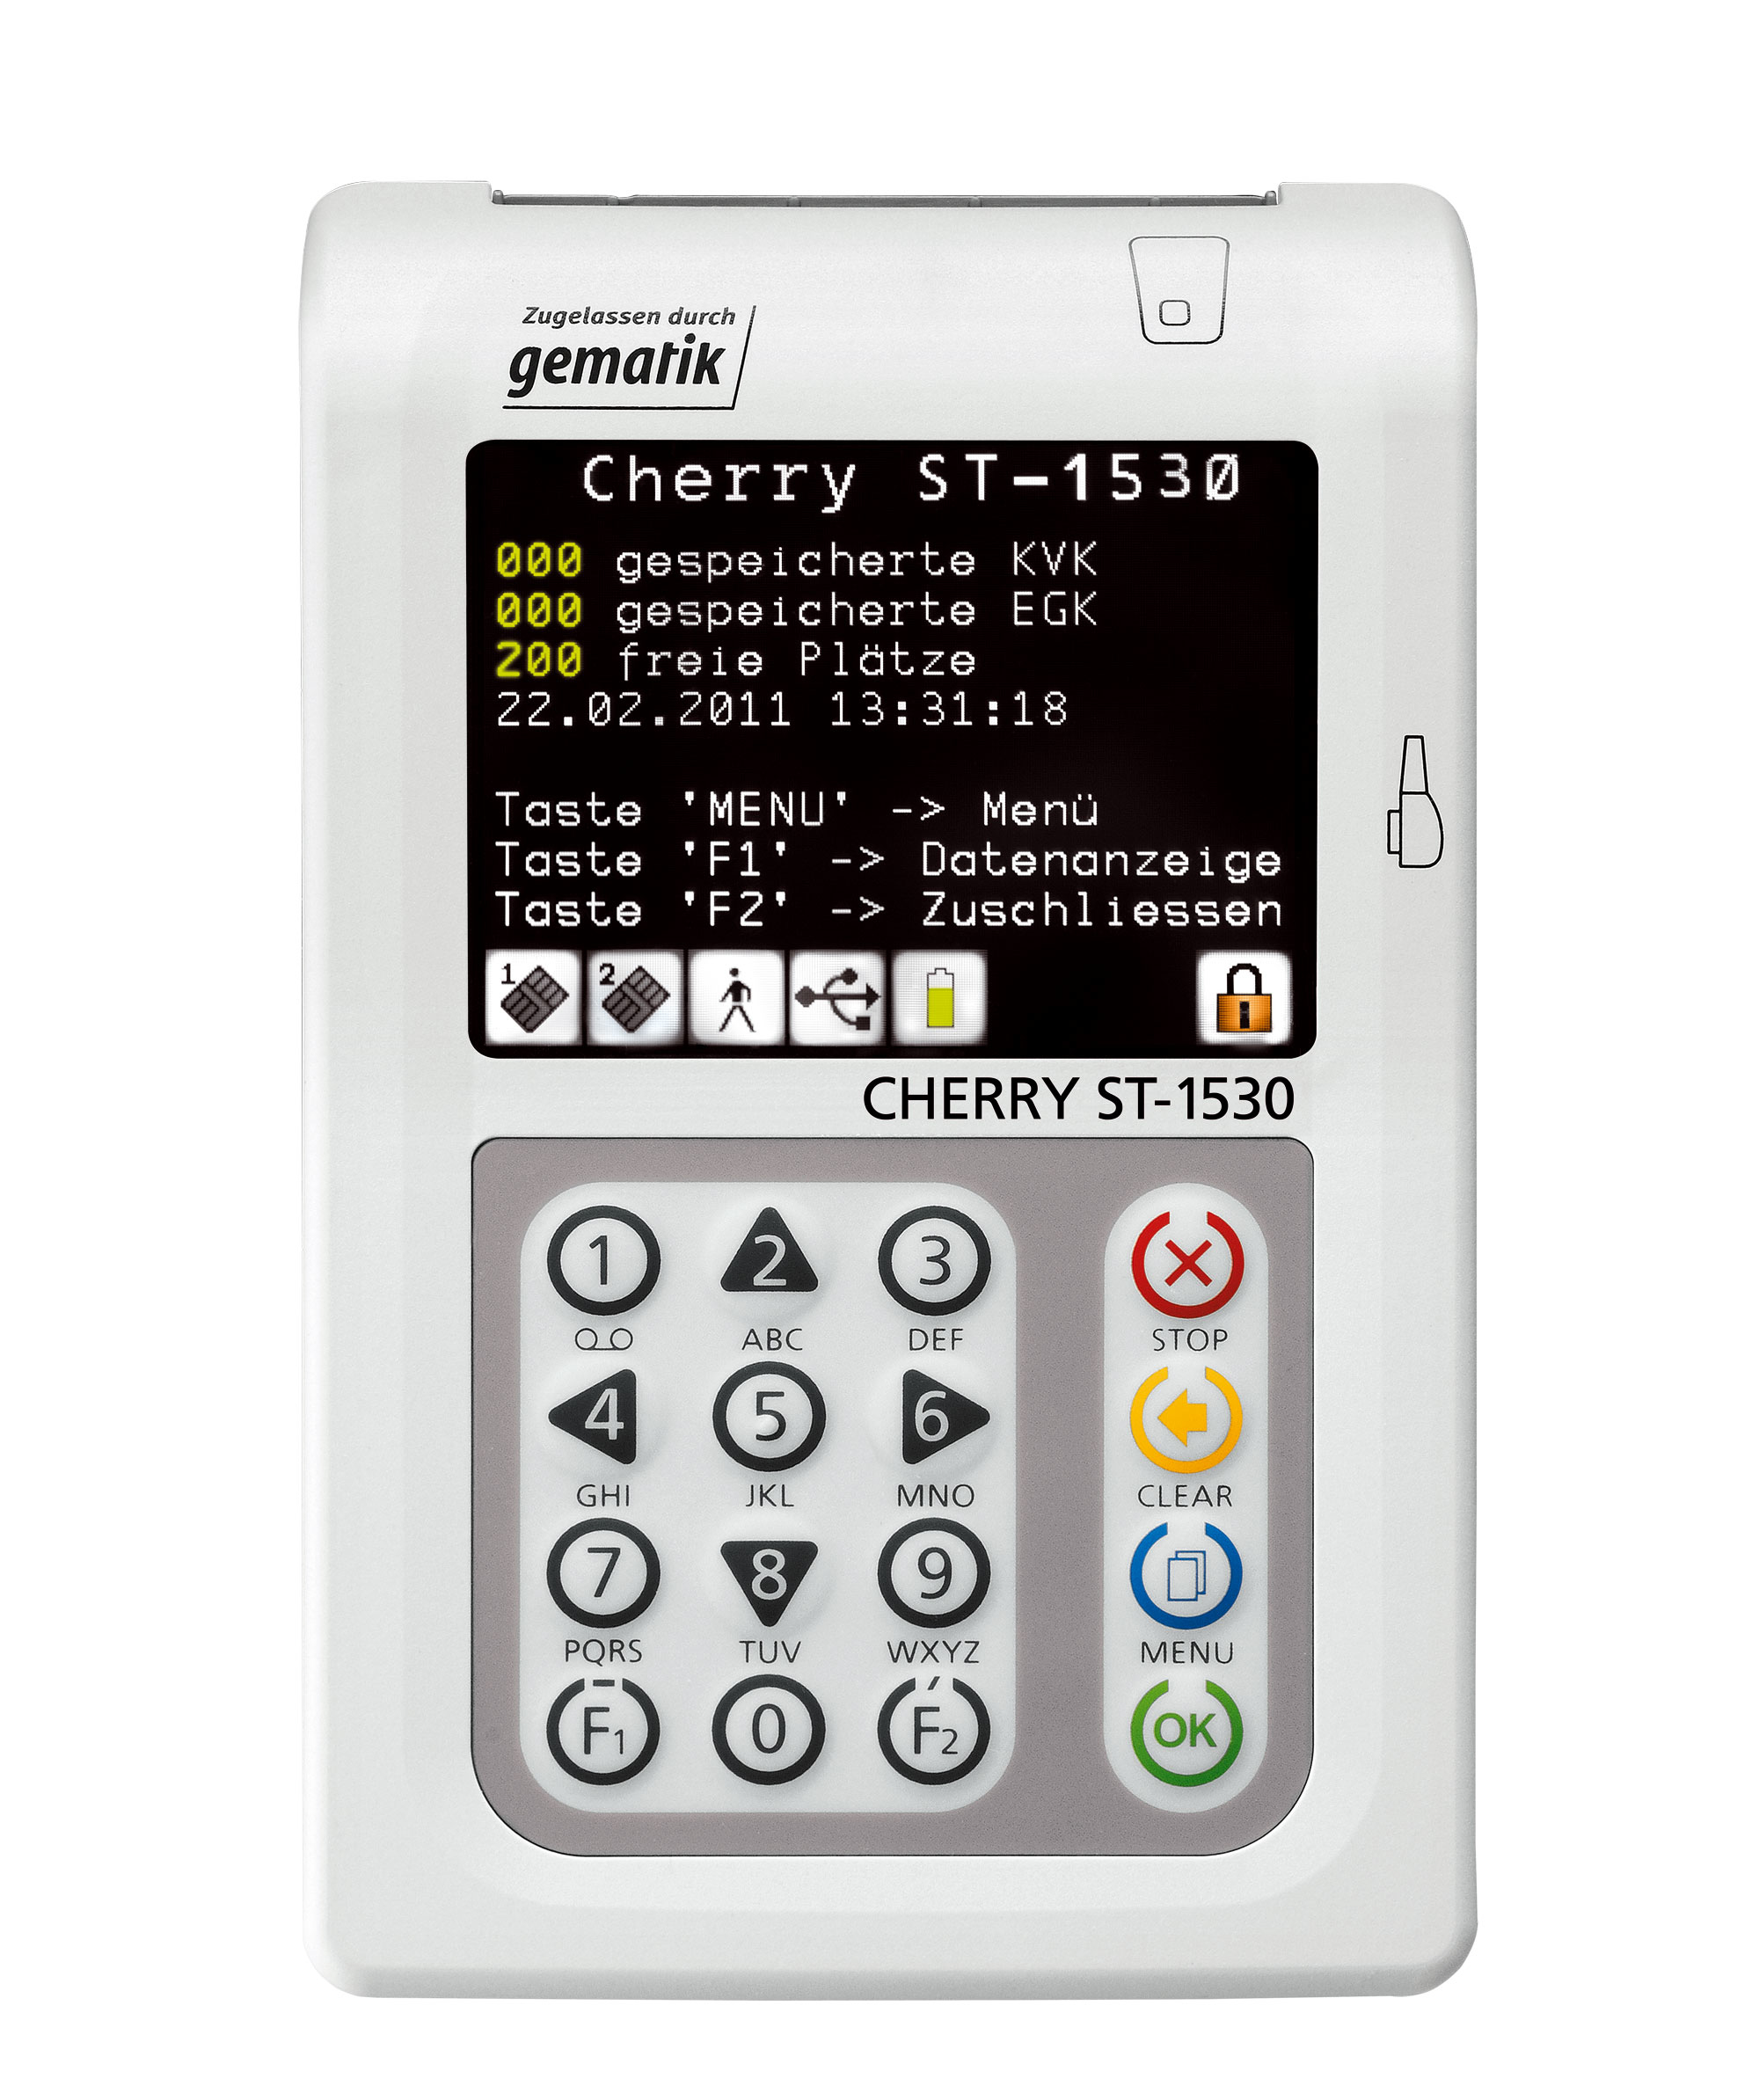 Zugelassen durch
gematik
Cherry ST-1530
000 gespeicherte KVK
000 gespeicherte EGK
200 freie Plätze
22.02.2011 13:31:18
Taste 'MENU' -> Menü
Taste 'F1' -> Datenanzeige
Taste 'F2' -> Zuschliessen
1 2
CHERRY ST-1530
1 2 3
ABC DEF STOP
4 5 6
GHI JKL MNO CLEAR
7 8 9
PQRS TUV WXYZ MENU
F1 0 F2 OK